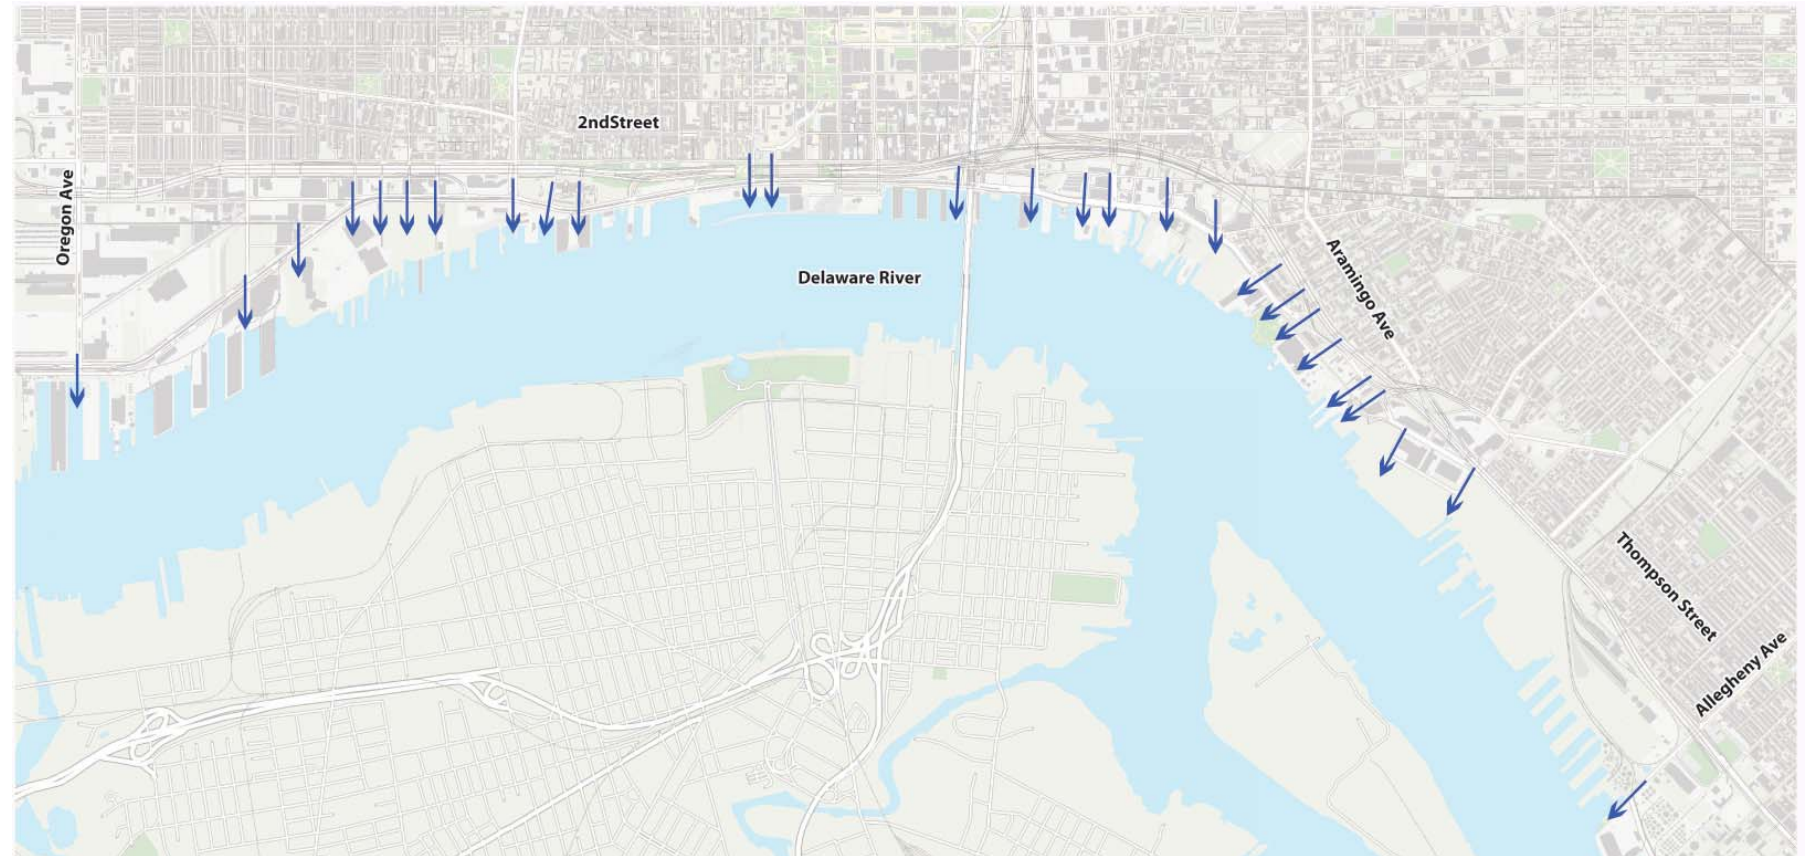 2ndStreet
Oregon Ave
Delaware River
Aramingo Ave
Thompson Street
Allegheny Ave